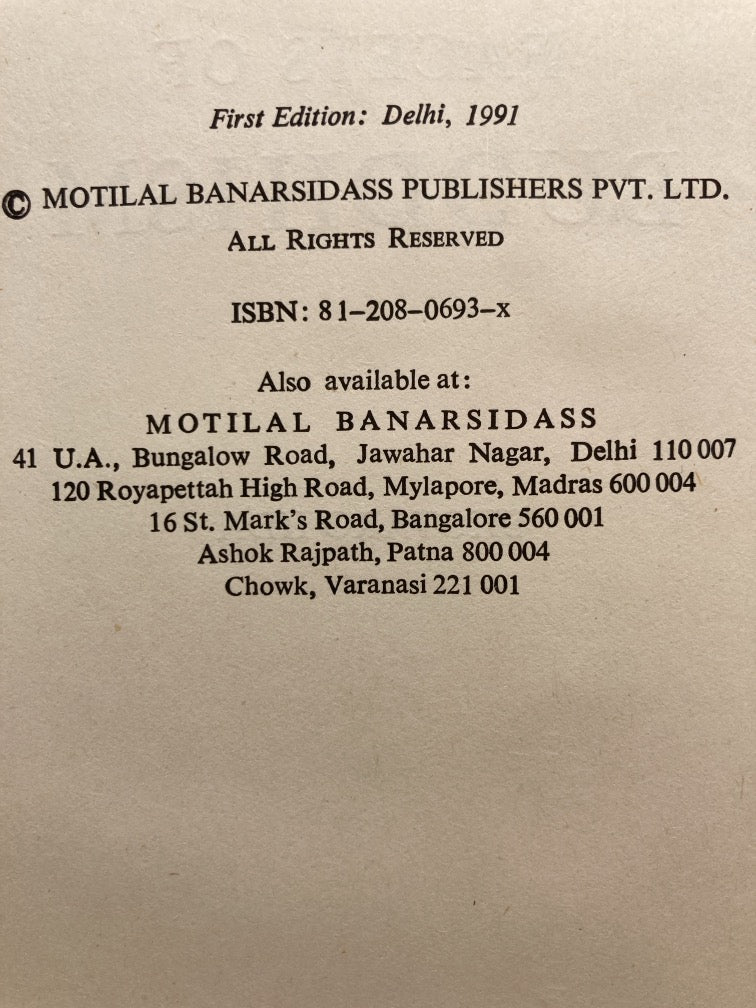 First Edition: Delhi, 1991
© MOTILAL BANARSIDASS PUBLISHERS PVT. LTD.
ALL RIGHTS RESERVED
ISBN: 81–208–0693–x
Also available at:
MOTILAL BANARSIDASS
41 U.A., Bungalow Road, Jawahar Nagar, Delhi 110 007
120 Royapettah High Road, Mylapore, Madras 600 004
16 St. Mark's Road, Bangalore 560 001
Ashok Rajpath, Patna 800 004
Chowk, Varanasi 221 001